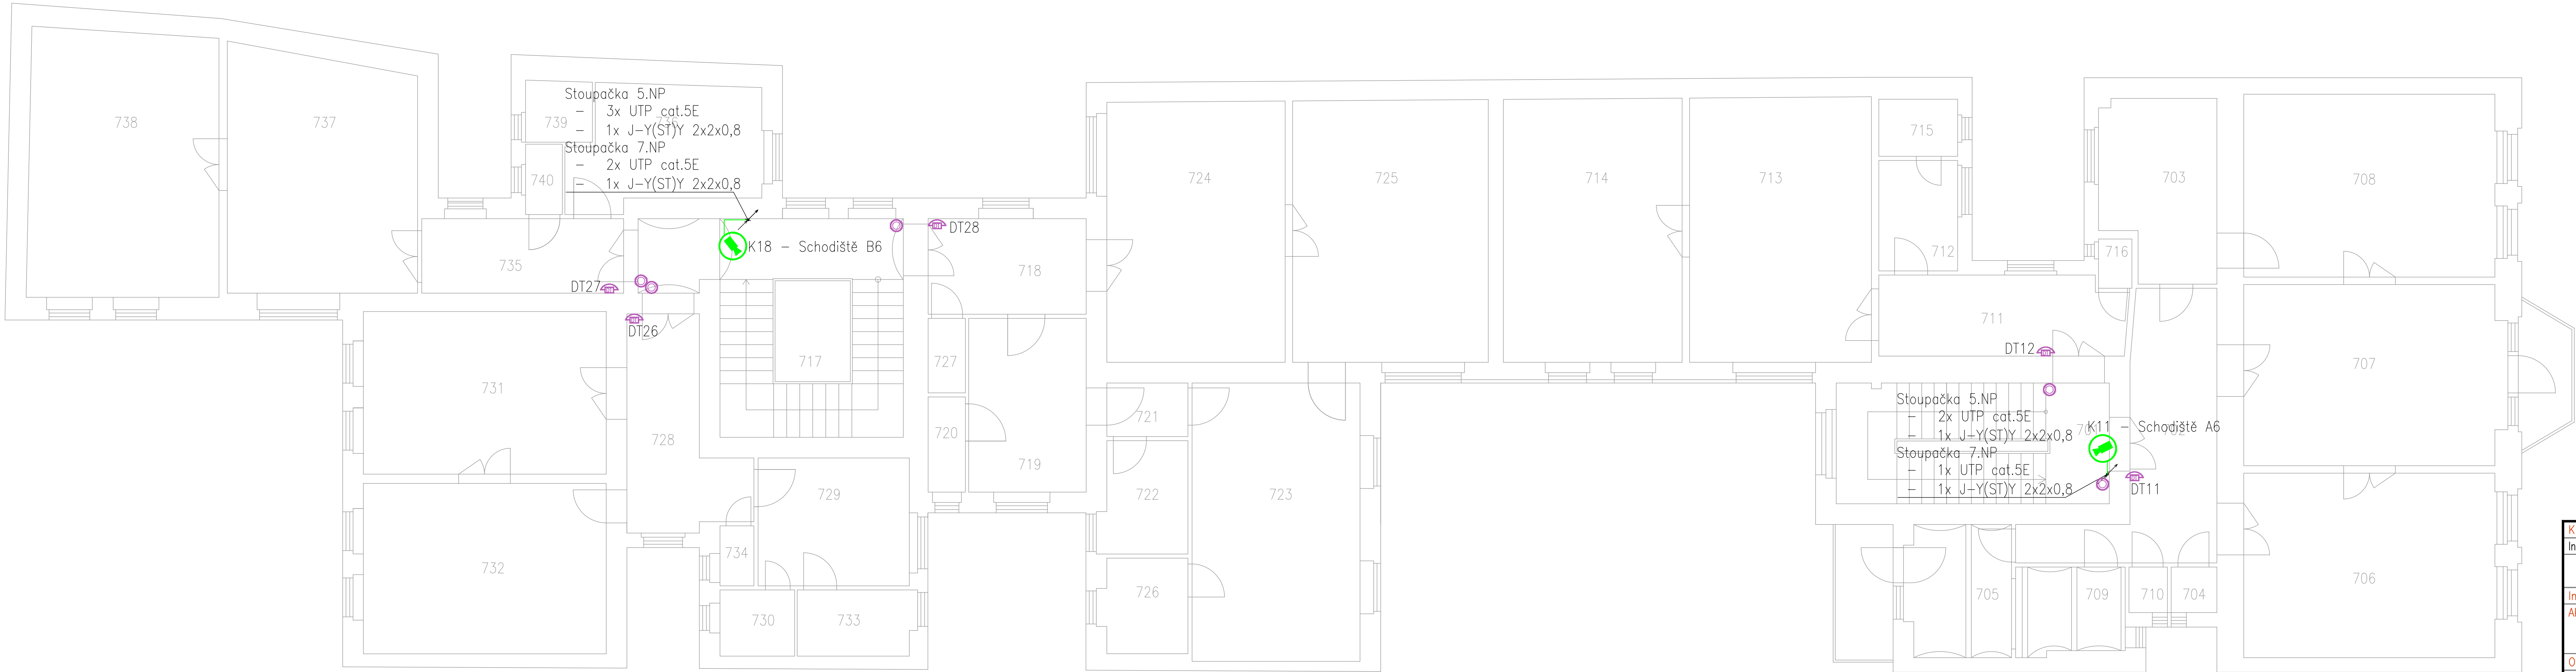 Stoupačka 5.NP
- 3x UTP cat.5E
- 1x J-Y(ST)Y 2x2x0,8
Stoupačka 7.NP
- 2x UTP cat.5E
- 1x J-Y(ST)Y 2x2x0,8
738
737
739
736
740
735
K18 - Schodiště B6
DT28
DT27
DT26
718
717
727
731
728
720
719
729
732
734
730
733
724
725
714
713
715
712
703
708
716
711
DT12
707
721
722
723
726
Stoupačka 5.NP
- 2x UTP cat.5E
- 1x J-Y(ST)Y 2x2x0,8
Stoupačka 7.NP
- 1x UTP cat.5E
- 1x J-Y(ST)Y 2x2x0,8
K11 - Schodiště A6
DT11
705
709
710
704
706